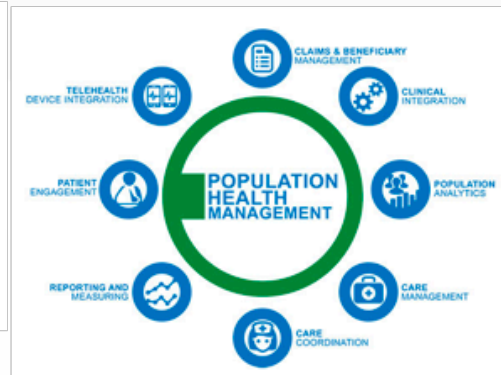 CLAIMS & BENEFICIARY
MANAGEMENT
TELEHEALTH
DEVICE INTEGRATION
CLINICAL
INTEGRATION
PATIENT
ENGAGEMENT
POPULATION
HEALTH
MANAGEMENT
POPULATION
ANALYTICS
REPORTING AND
MEASURING
CARE
MANAGEMENT
CARE
COORDINATION